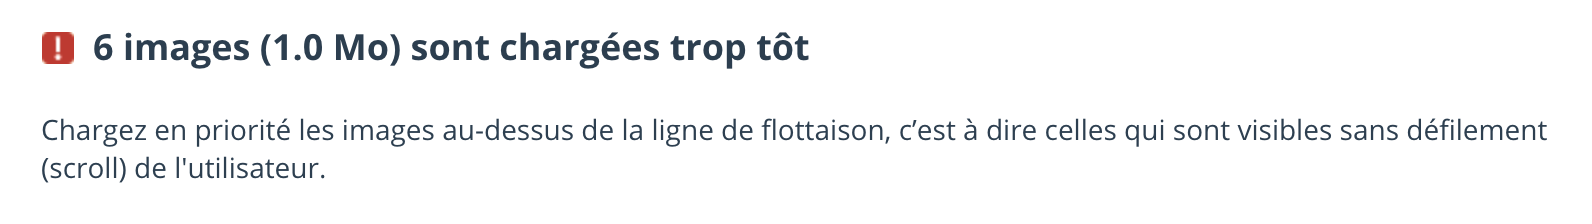 6 images (1.0 Mo) sont chargées trop tôt
Chargez en priorité les images au-dessus de la ligne de flottaison, c’est à dire celles qui sont visibles sans défilement
(scroll) de l'utilisateur.